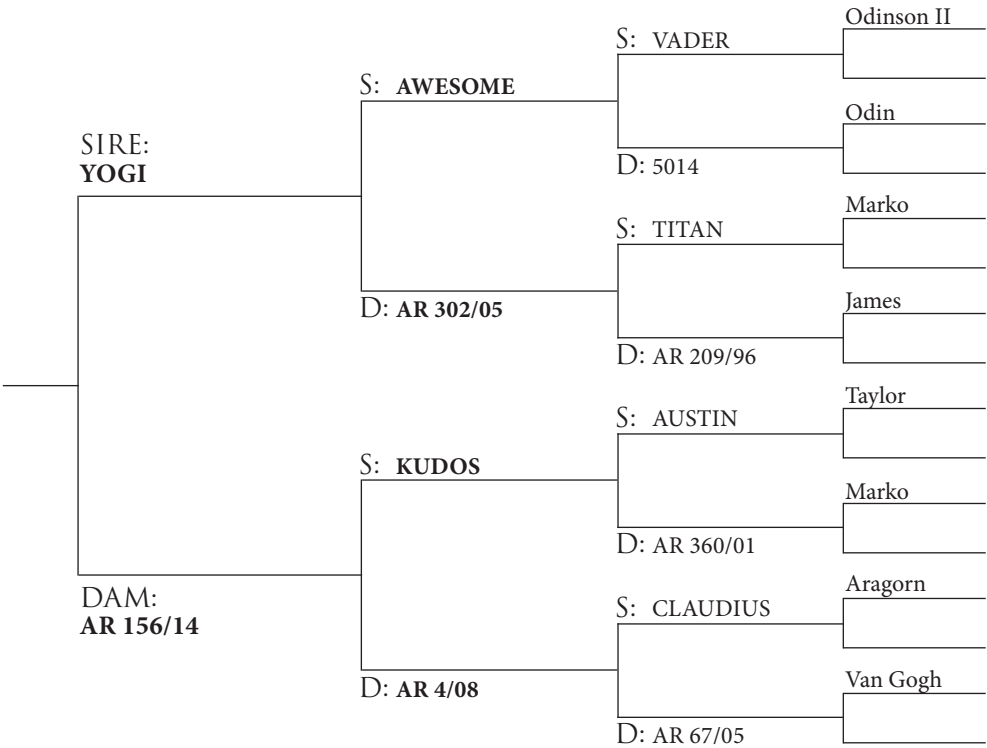 Odinson II
S: VADER
S: AWESOME
Odin
SIRE:
YOGI
D: 5014
Marko
S: TITAN
D: AR 302/05
James
D: AR 209/96
Taylor
S: AUSTIN
S: KUDOS
Marko
D: AR 360/01
DAM:
AR 156/14
Aragorn
S: CLAUDIUS
D: AR 4/08
Van Gogh
D: AR 67/05